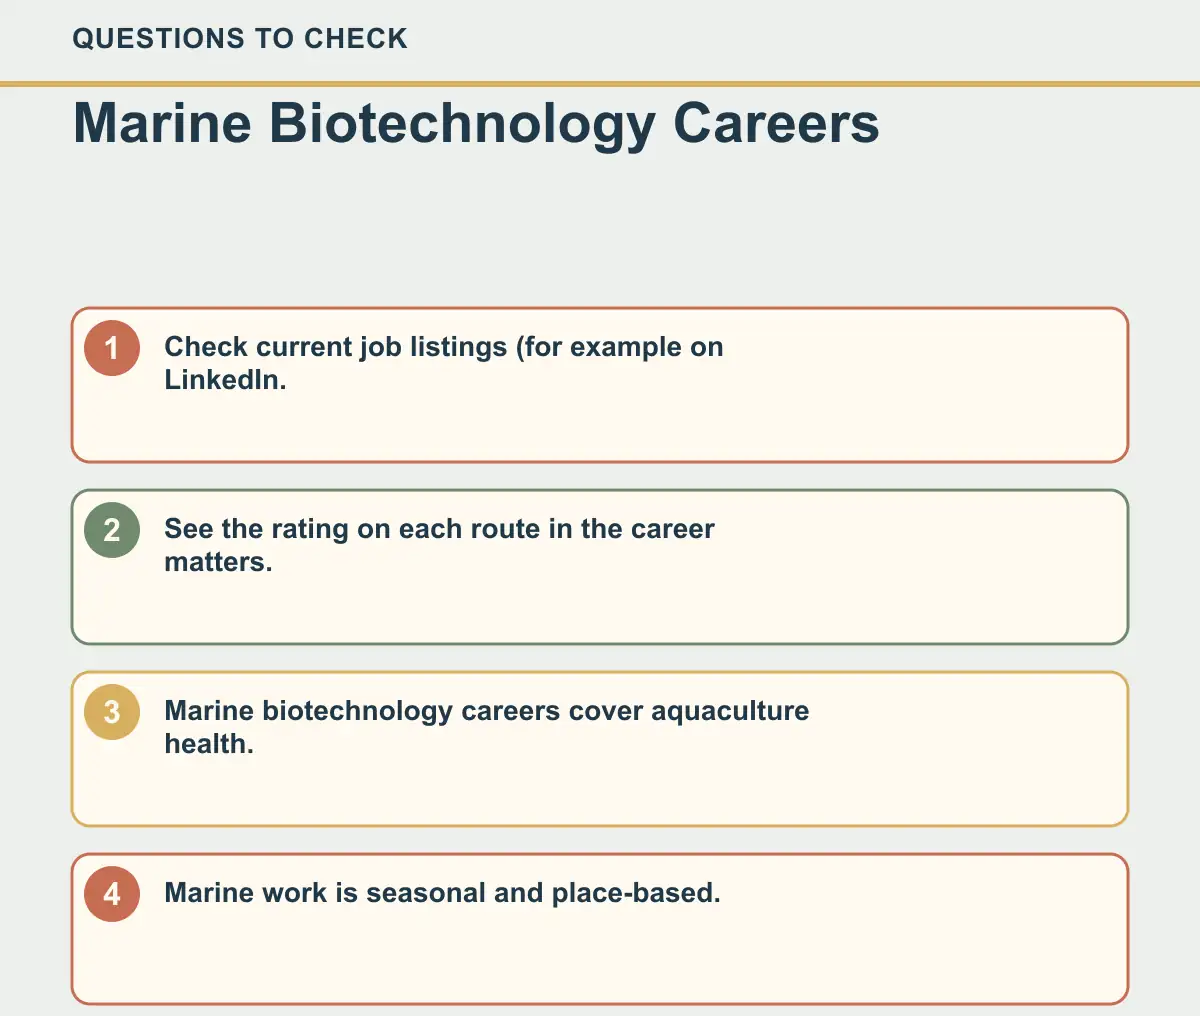 QUESTIONS TO CHECK
Marine Biotechnology Careers
1
Check current job listings (for example on
LinkedIn.
2
See the rating on each route in the career
matters.
3
Marine biotechnology careers cover aquaculture
health.
4
Marine work is seasonal and place-based.